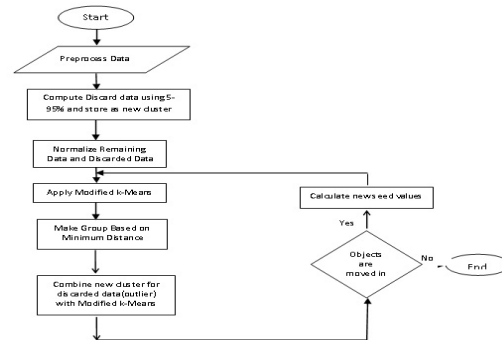 Start
Preprocess Data
Compute Discard data using 5-
95% and store as new cluster
Normalize Remaining
Data and Discarded Data
Apply Modified k-Means
Make Group Based on
Minimum Distance
Combine new cluster for
discarded data(outlier)
with Modified k-Means
Calculate new seed values
Yes
Objects
are
moved in
No
End